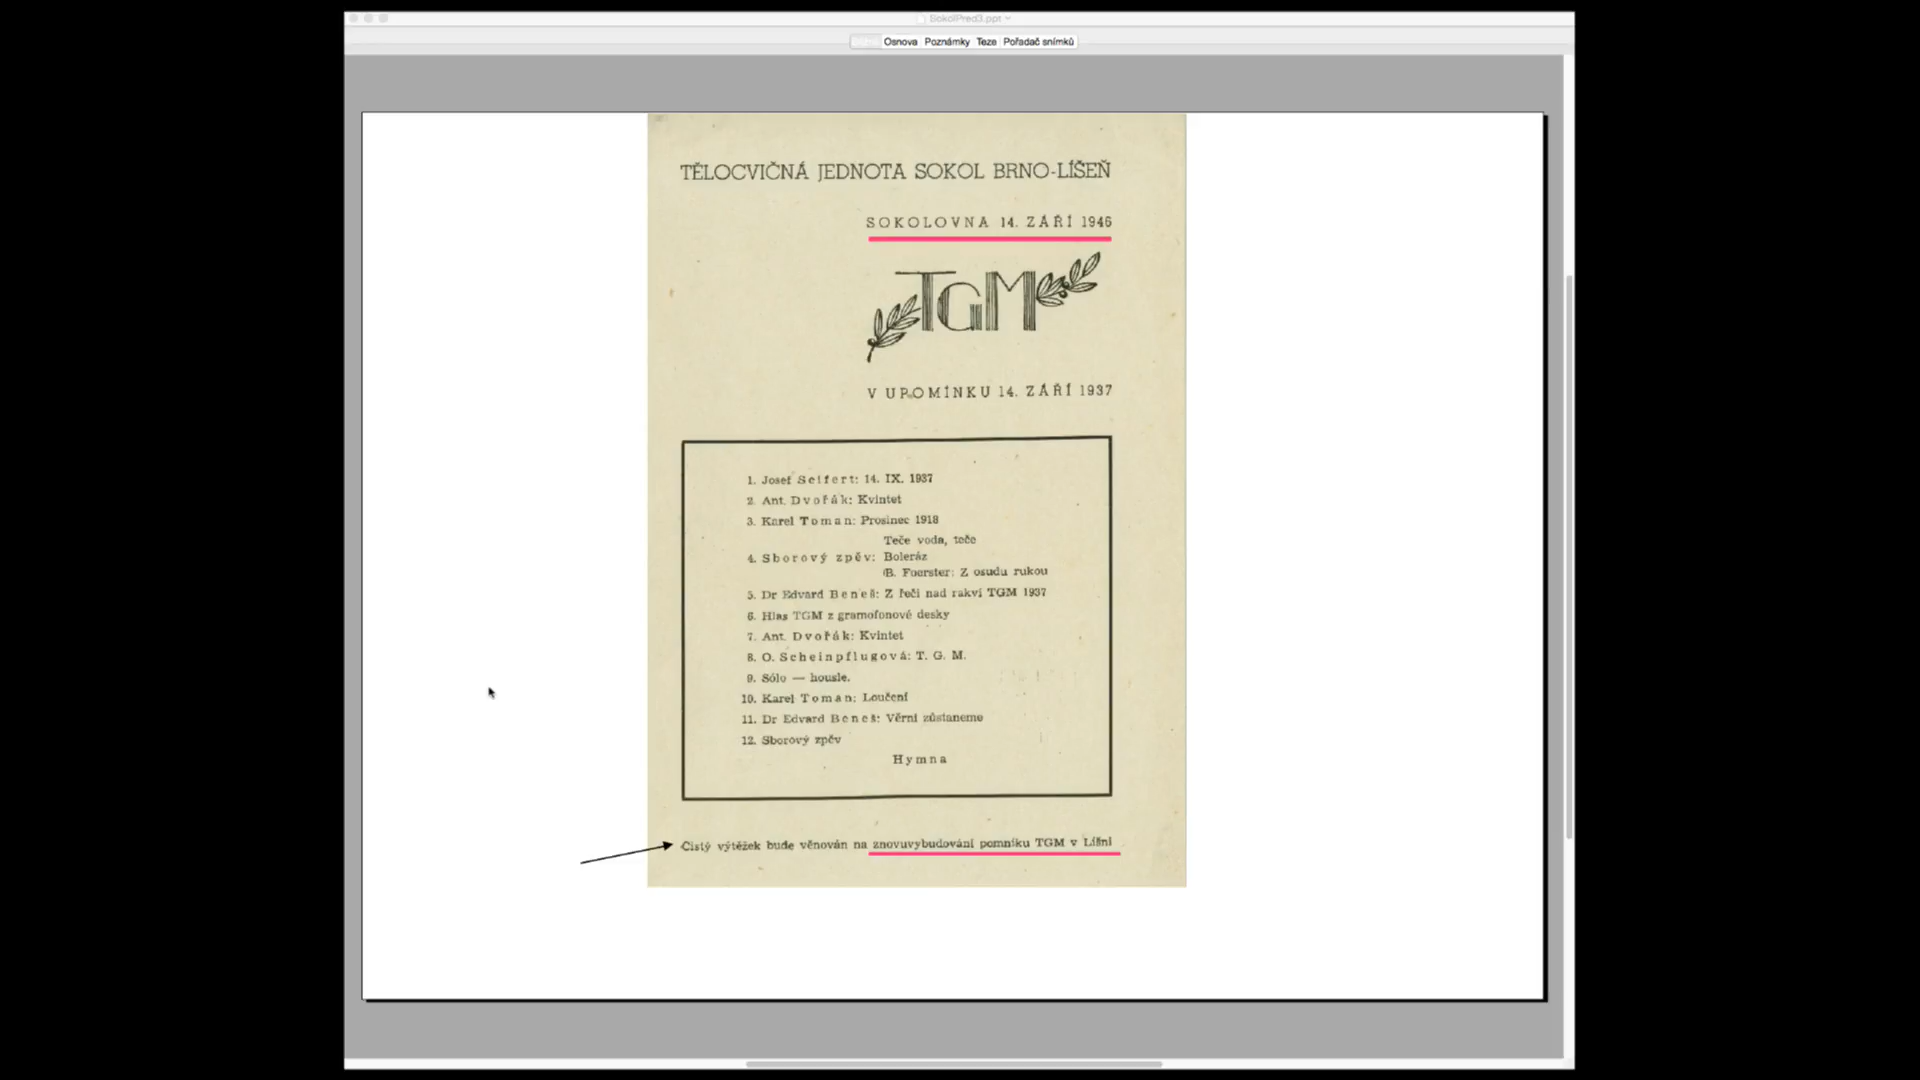 SokolPred3.ppt
Osnova Poznámky Teze Pořadač snímků
TĚLOCVIČNÁ JEDNOTA SOKOL BRNO-LÍŠEŇ
SOKOLOVNA 14. ZÁŘÍ 1946
TGM
V UPOMÍNKU 14. ZÁŘÍ 1937
1. Josef Seifert: 14. IX. 1937
2. Ant. Dvořák: Kvintet
3. Karel Toman: Prosinec 1918
Teče voda, teče
4. Sborový zpěv: Boleráz
B. Foerster: Z osudu rukou
5. Dr Edvard Beneš: Z řeči nad rakví TGM 1937
6. Hlas TGM z gramofonové desky
7. Ant. Dvořák: Kvintet
8. O. Scheinpflugová: T. G. M.
9. Sólo — housle.
10. Karel Toman: Loučení
11. Dr Edvard Beneš: Věrni zůstaneme
12. Sborový zpěv
Hymna
Čistý výtěžek bude věnován na znovuvybudování pomníku TGM v Líšni